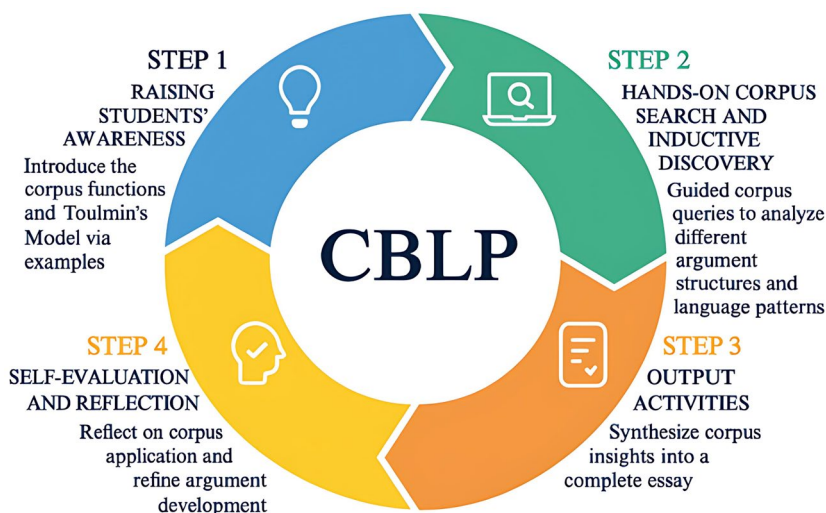 STEP 1
RAISING
STUDENTS'
AWARENESS
Introduce the
corpus functions
and Toulmin's
Model via
examples
STEP 2
HANDS-ON CORPUS
SEARCH AND
INDUCTIVE
DISCOVERY
Guided corpus
queries to analyze
different
argument
structures and
language patterns
CBLP
STEP 3
OUTPUT
ACTIVITIES
Synthesize corpus
insights into a
complete essay
STEP 4
SELF-EVALUATION
AND REFLECTION
Reflect on corpus
application and
refine argument
development